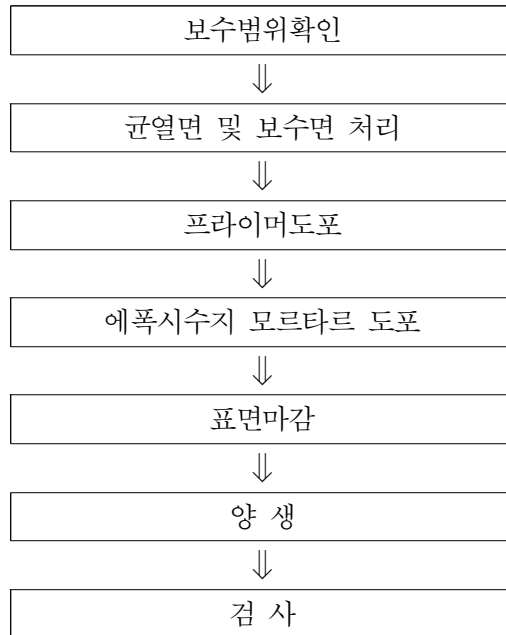 보수범위확인
⇓
균열면 및 보수면 처리
⇓
프라이머도포
⇓
에폭시수지 모르타르 도포
⇓
표면마감
⇓
양 생
⇓
검 사